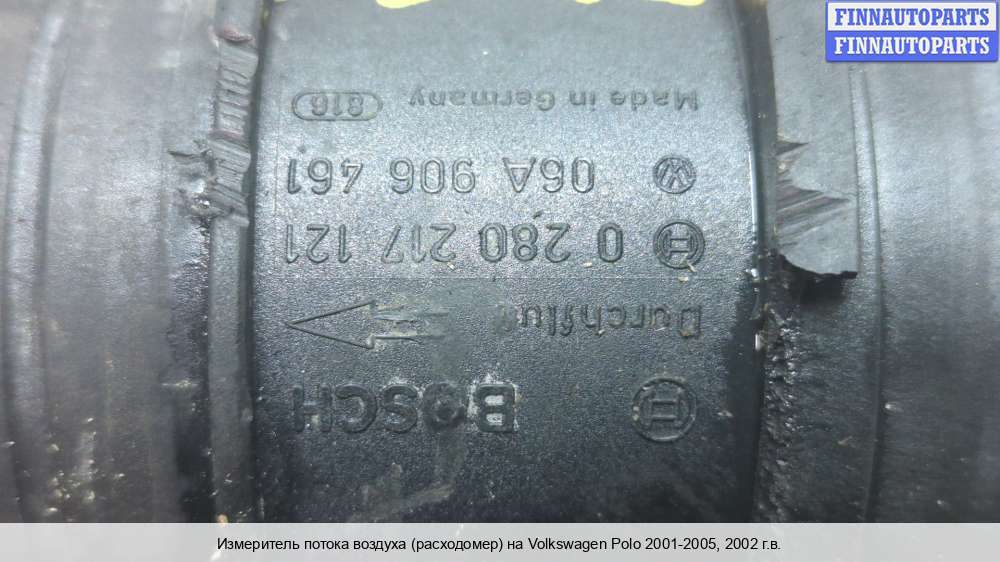 FINNAUTOPARTS
FINNAUTOPARTS
BOSCH
Durchfluß
0 280 217 121
06A 906 461
Made in Germany 816
Измеритель потока воздуха (расходомер) на Volkswagen Polo 2001-2005, 2002 г.в.